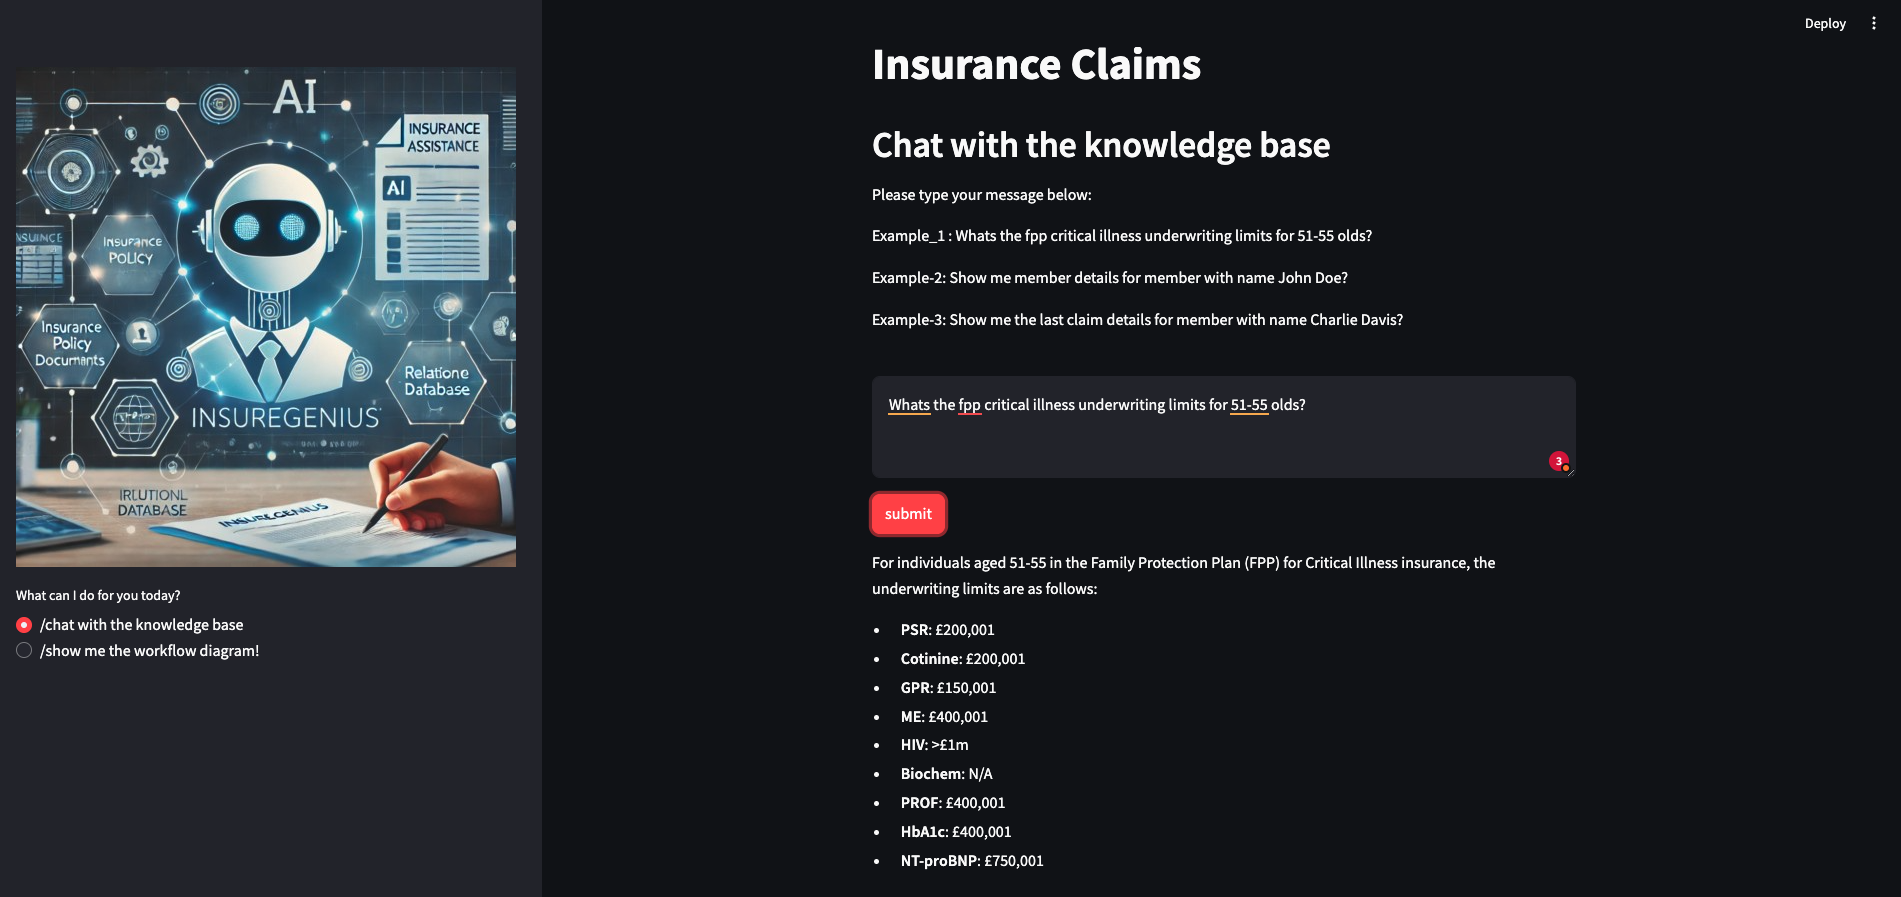 AI
INSURANCE
ASSISTANCE
AI
Insurance
POLICY
Insurance
Policy
Documnts
Relatione
Database
INSUREGENIUS
DATABASE
What can I do for you today?
/chat with the knowledge base
/show me the workflow diagram!
Deploy
Insurance Claims
Chat with the knowledge base
Please type your message below:
Example_1 : Whats the fpp critical illness underwriting limits for 51-55 olds?
Example-2: Show me member details for member with name John Doe?
Example-3: Show me the last claim details for member with name Charlie Davis?
Whats the fpp critical illness underwriting limits for 51-55 olds?
3
submit
For individuals aged 51-55 in the Family Protection Plan (FPP) for Critical Illness insurance, the
underwriting limits are as follows:
• PSR: £200,001
• Cotinine: £200,001
• GPR: £150,001
• ME: £400,001
• HIV: >£1m
• Biochem: N/A
• PROF: £400,001
• HbA1c: £400,001
• NT-proBNP: £750,001